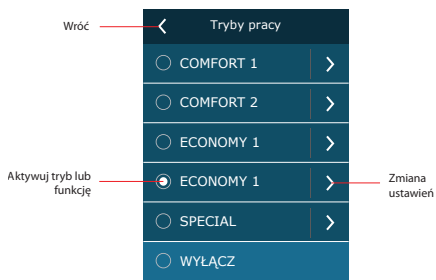 Wróć
Tryby pracy
COMFORT 1
COMFORT 2
ECONOMY 1
Aktywuj tryb lub
funkcję
ECONOMY 1
Zmiana
ustawień
SPECIAL
WYŁĄCZ